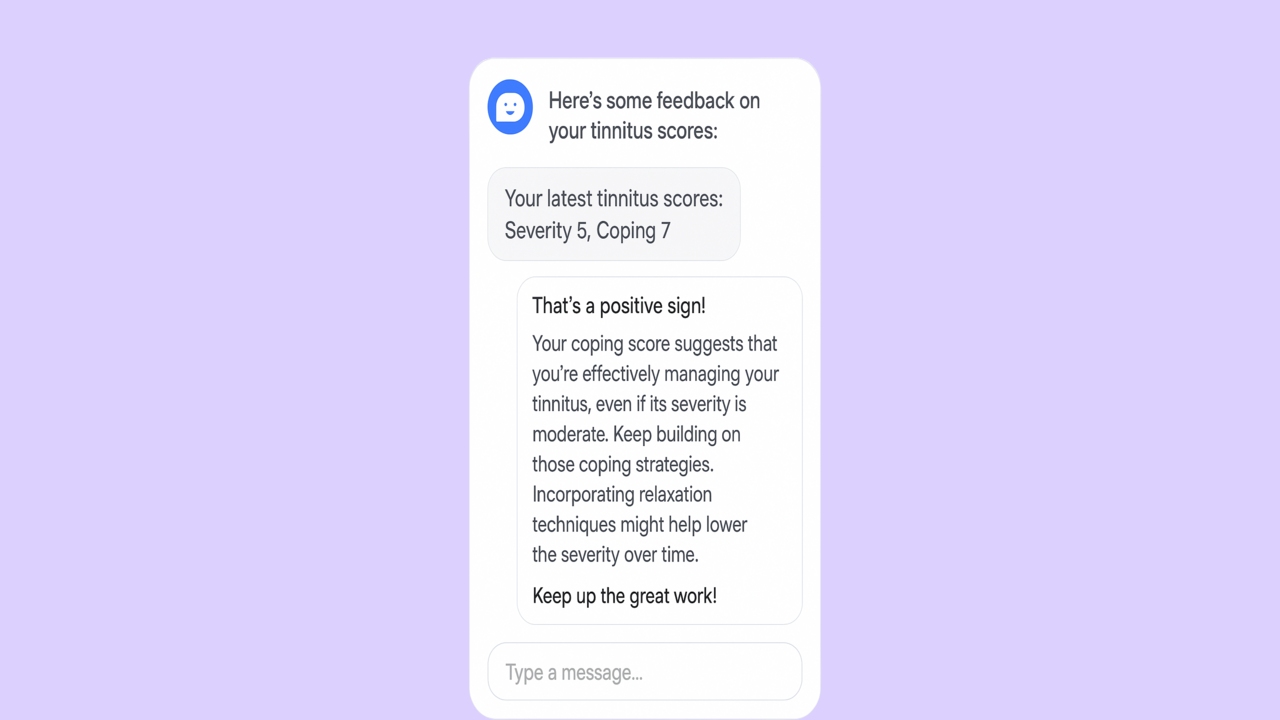 Here’s some feedback on
your tinnitus scores:
Your latest tinnitus scores:
Severity 5, Coping 7
That’s a positive sign!
Your coping score suggests that
you’re effectively managing your
tinnitus, even if its severity is
moderate. Keep building on
those coping strategies.
Incorporating relaxation
techniques might help lower
the severity over time.
Keep up the great work!
Type a message...